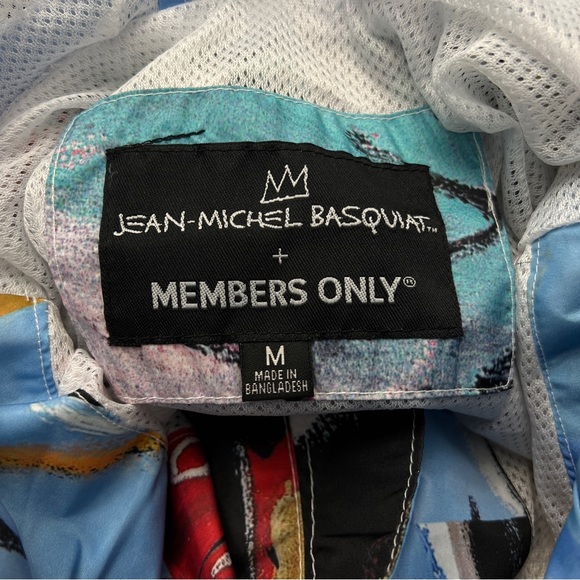 JEAN-MICHEL BASQUIAT™
+
MEMBERS ONLY®
M
MADE IN
BANGLADESH